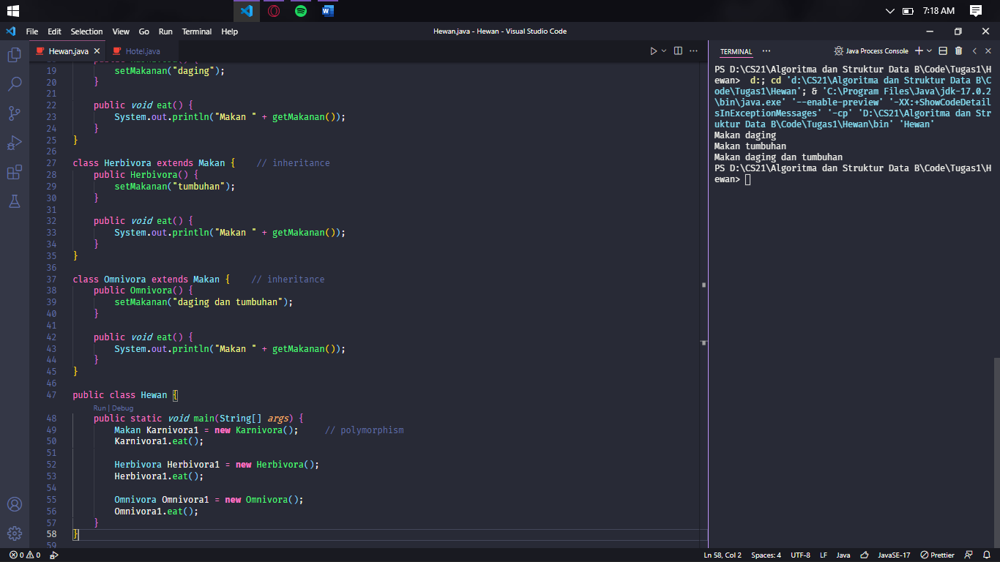 7:18 AM
File Edit Selection View Go Run Terminal Help
Hewan.java - Hewan - Visual Studio Code
Hewan.java
Hotel.java
19 setMakanan("daging");
20 }
21
22 public void eat() {
23 System.out.println("Makan " + getMakanan());
24 }
25 }
26
27 class Herbivora extends Makan { // inheritance
28 public Herbivora() {
29 setMakanan("tumbuhan");
30 }
31
32 public void eat() {
33 System.out.println("Makan " + getMakanan());
34 }
35 }
36
37 class Omnivora extends Makan { // inheritance
38 public Omnivora() {
39 setMakanan("daging dan tumbuhan");
40 }
41
42 public void eat() {
43 System.out.println("Makan " + getMakanan());
44 }
45 }
46
47 public class Hewan {
Run | Debug
48 public static void main(String[] args) {
49 Makan Karnivora1 = new Karnivora(); // polymorphism
50 Karnivora1.eat();
51
52 Herbivora Herbivora1 = new Herbivora();
53 Herbivora1.eat();
54
55 Omnivora Omnivora1 = new Omnivora();
56 Omnivora1.eat();
57 }
58 }
59
TERMINAL
Java Process Console
PS D:\CS21\Algoritma dan Struktur Data B\Code\Tugas1\H
ewan> d:; cd 'd:\CS21\Algoritma dan Struktur Data B\C
ode\Tugas1\Hewan'; & 'C:\Program Files\Java\jdk-17.0.2
\bin\java.exe' '--enable-preview' '-XX:+ShowCodeDetail
sInExceptionMessages' '-cp' 'D:\CS21\Algoritma dan Str
uktur Data B\Code\Tugas1\Hewan\bin' 'Hewan'
Makan daging
Makan tumbuhan
Makan daging dan tumbuhan
PS D:\CS21\Algoritma dan Struktur Data B\Code\Tugas1\H
ewan>
0 0
Ln 58, Col 2 Spaces: 4 UTF-8 LF Java JavaSE-17 Prettier